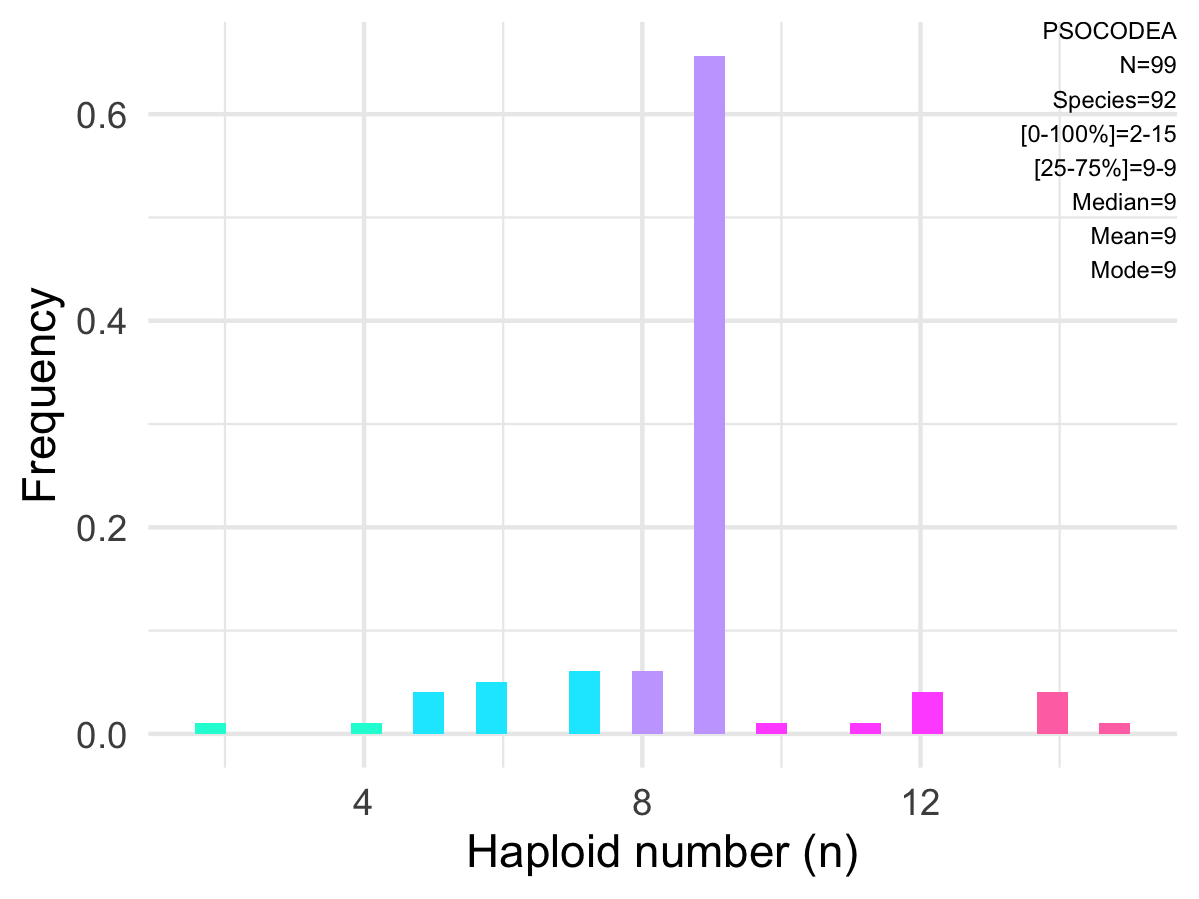 PSOCODEA
N=99
Species=92
[0-100%]=2-15
[25-75%]=9-9
Median=9
Mean=9
Mode=9
0.6
0.4
0.2
0.0
Frequency
4 8 12
Haploid number (n)